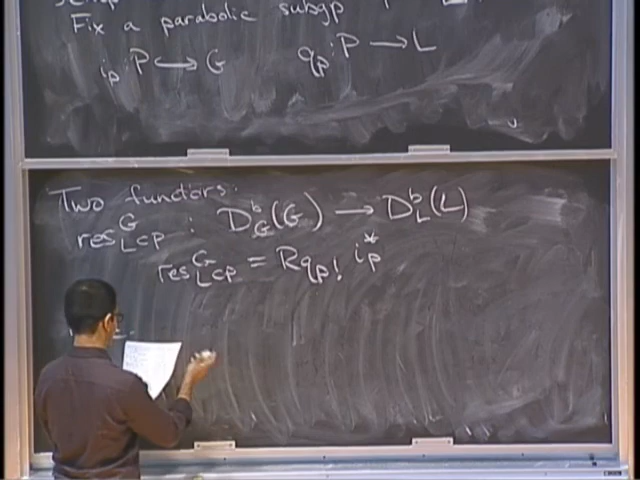 Fix a parabolic subgp
i_P : P ↪ G    q_P : P → L
Two functors:
res^G_{L⊂P} : D^b_G(G) → D^b_L(L)
res^G_{L⊂P} = Rq_{P!} i_P^*